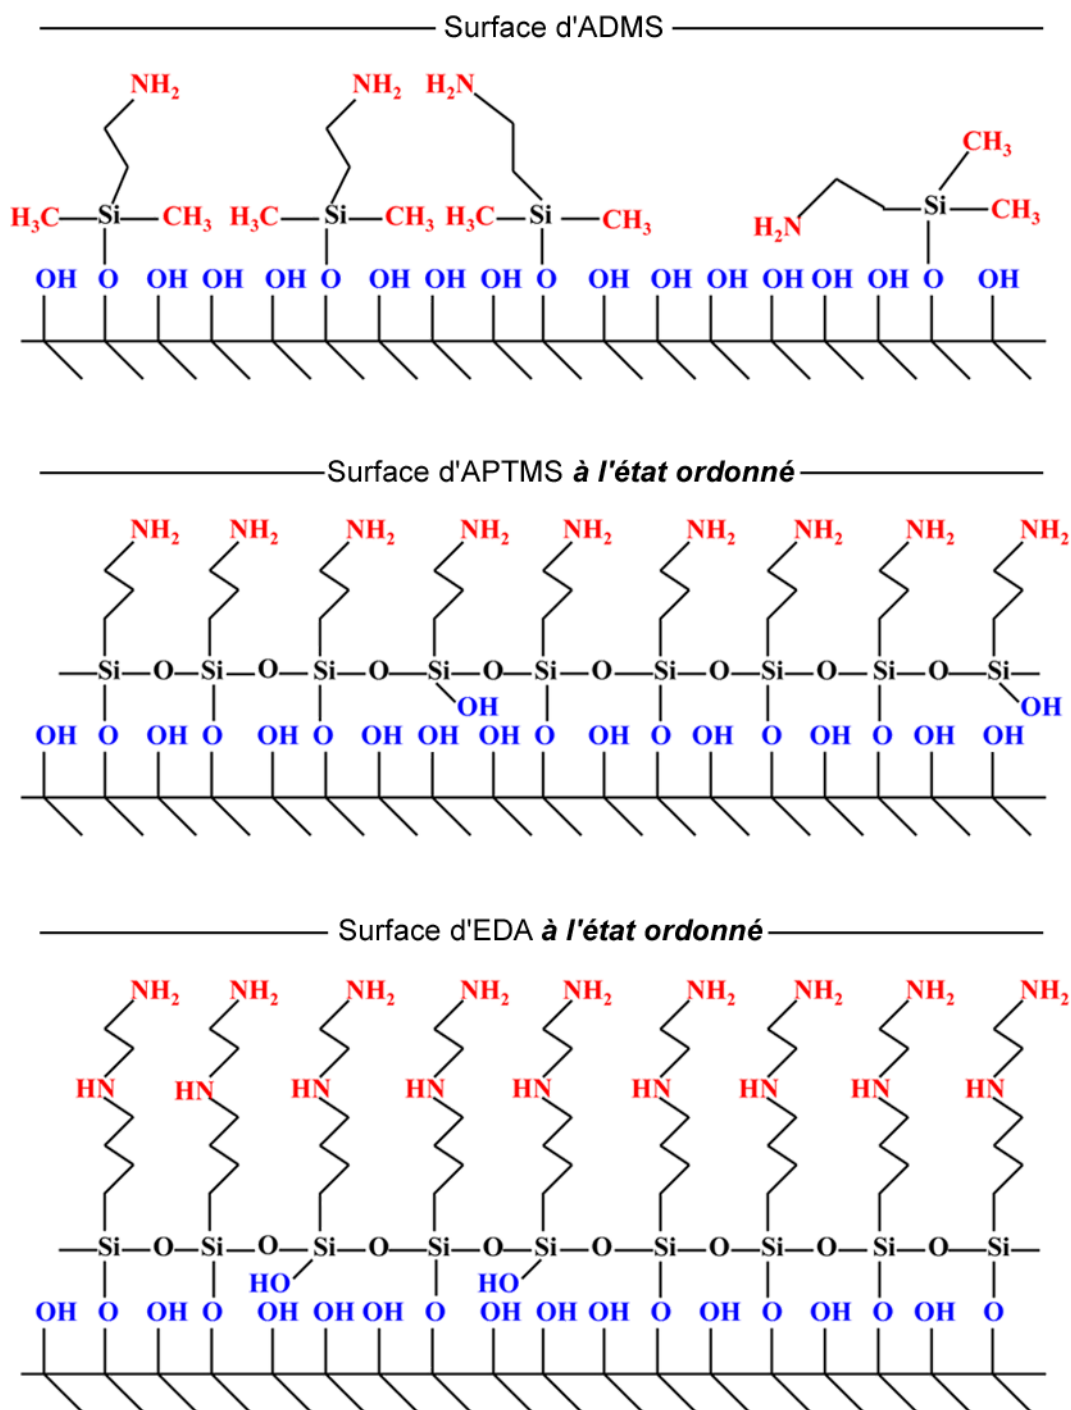 Surface d'ADMS
NH₂ NH₂ H₂N
CH₃
H₃C Si CH₃ H₃C Si CH₃ H₃C Si CH₃ H₂N Si CH₃
OH O OH OH OH O OH OH OH O OH OH OH OH OH OH O OH
Surface d'APTMS à l'état ordonné
NH₂ NH₂ NH₂ NH₂ NH₂ NH₂ NH₂ NH₂ NH₂
Si O Si O Si O Si O Si O Si O Si O Si O Si
OH OH
OH O OH O OH O OH OH OH O OH O OH O OH O OH OH
Surface d'EDA à l'état ordonné
NH₂ NH₂ NH₂ NH₂ NH₂ NH₂ NH₂ NH₂ NH₂
HN HN HN HN HN HN HN HN HN
Si O Si O Si O Si O Si O Si O Si O Si O Si
HO HO
OH O OH O OH OH OH O OH OH OH O OH O OH O OH O